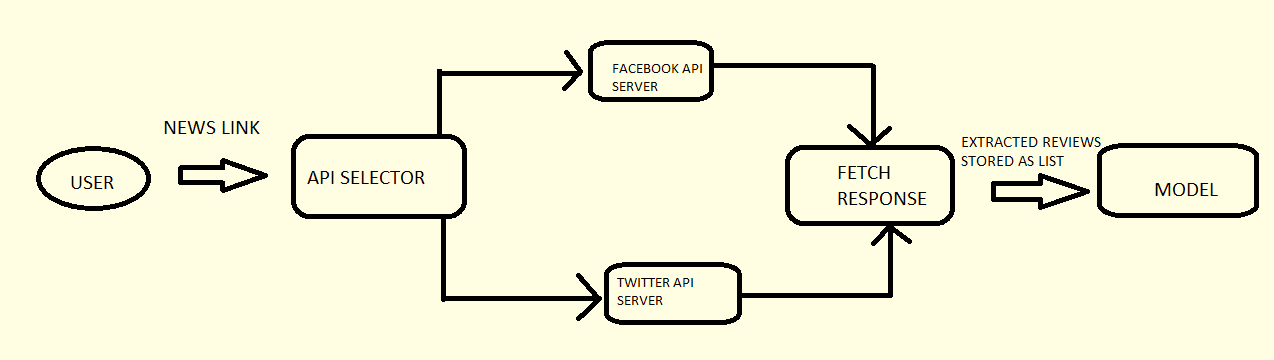 NEWS LINK
USER
API SELECTOR
FACEBOOK API
SERVER
TWITTER API
SERVER
FETCH
RESPONSE
EXTRACTED REVIEWS
STORED AS LIST
MODEL